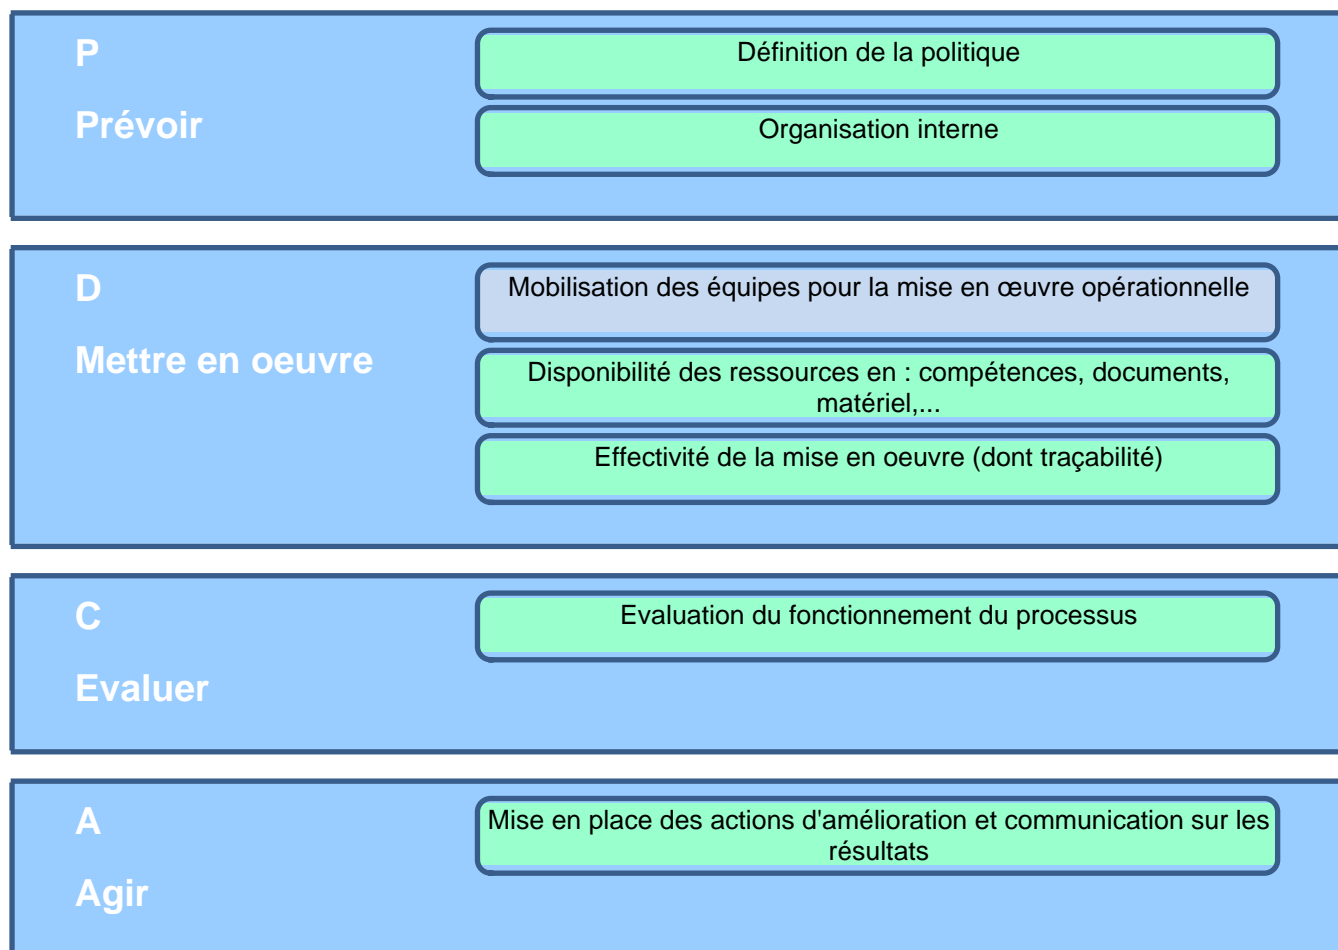 P
Prévoir
Définition de la politique
Organisation interne
D
Mettre en oeuvre
Mobilisation des équipes pour la mise en œuvre opérationnelle
Disponibilité des ressources en : compétences, documents,
matériel,...
Effectivité de la mise en oeuvre (dont traçabilité)
C
Evaluer
Evaluation du fonctionnement du processus
A
Agir
Mise en place des actions d'amélioration et communication sur les
résultats